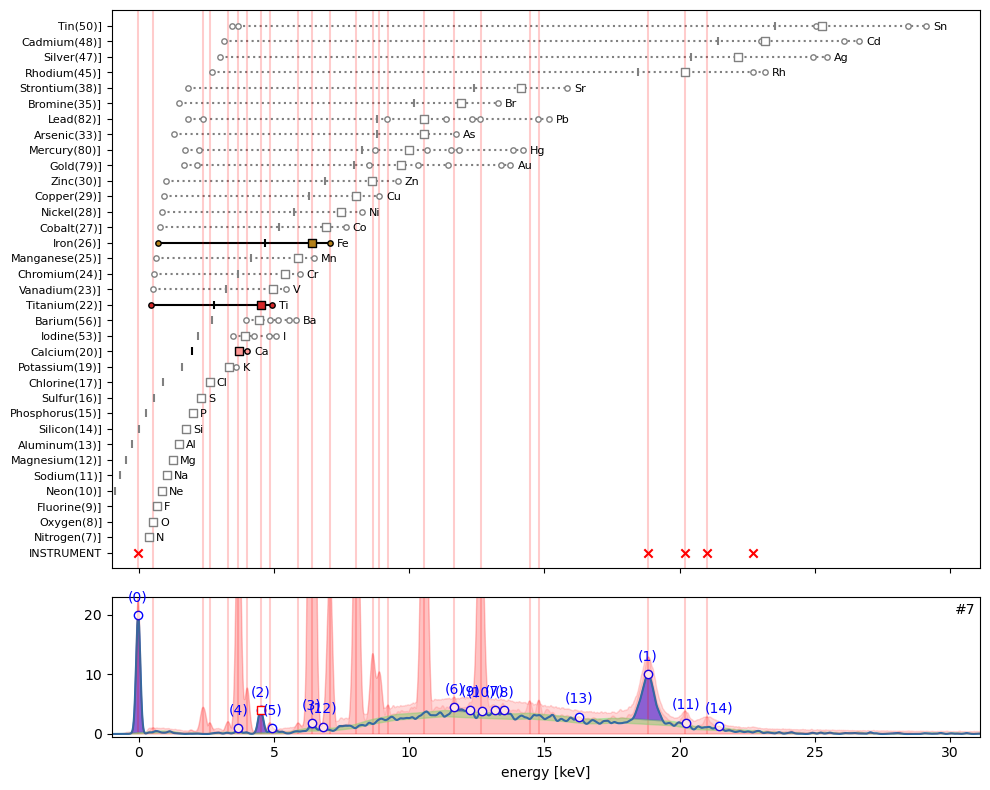 Tin(50)] Sn
Cadmium(48)] Cd
Silver(47)] Ag
Rhodium(45)] Rh
Strontium(38)] Sr
Bromine(35)] Br
Lead(82)] Pb
Arsenic(33)] As
Mercury(80)] Hg
Gold(79)] Au
Zinc(30)] Zn
Copper(29)] Cu
Nickel(28)] Ni
Cobalt(27)] Co
Iron(26)] Fe
Manganese(25)] Mn
Chromium(24)] Cr
Vanadium(23)] V
Titanium(22)] Ti
Barium(56)] Ba
Iodine(53)] I
Calcium(20)] Ca
Potassium(19)] K
Chlorine(17)] Cl
Sulfur(16)] S
Phosphorus(15)] P
Silicon(14)] Si
Aluminum(13)] Al
Magnesium(12)] Mg
Sodium(11)] Na
Neon(10)] Ne
Fluorine(9)] F
Oxygen(8)] O
Nitrogen(7)] N
INSTRUMENT
#7
20
10
0
(0)
(4)
(2)
(5)
(3)
(12)
(6)
(9)
(10)
(7)
(8)
(13)
(1)
(11)
(14)
0 5 10 15 20 25 30
energy [keV]